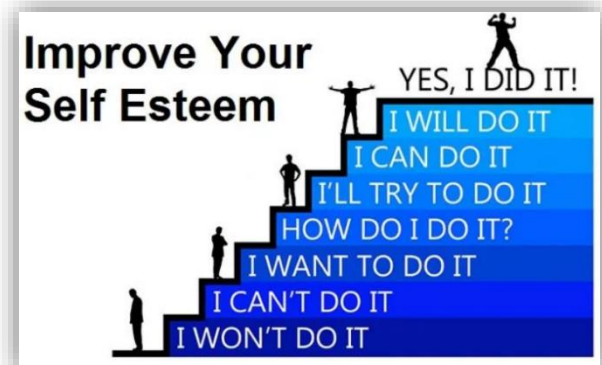 Improve Your
Self Esteem
YES, I DID IT!
I WILL DO IT
I CAN DO IT
I'LL TRY TO DO IT
HOW DO I DO IT?
I WANT TO DO IT
I CAN'T DO IT
I WON'T DO IT